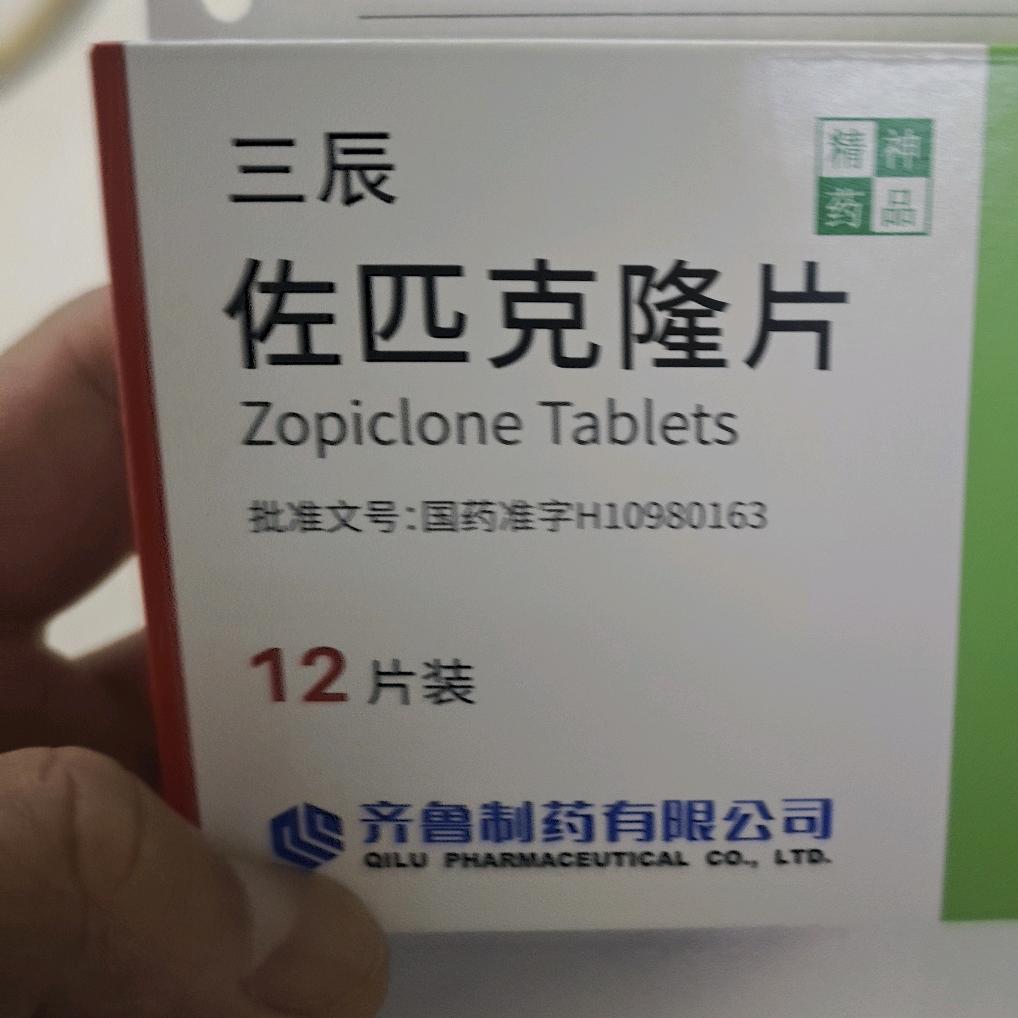 三辰
精神
药品
佐匹克隆片
Zopiclone Tablets
批准文号:国药准字H10980163
12片装
齐鲁制药有限公司
QILU PHARMACEUTICAL CO., LTD.